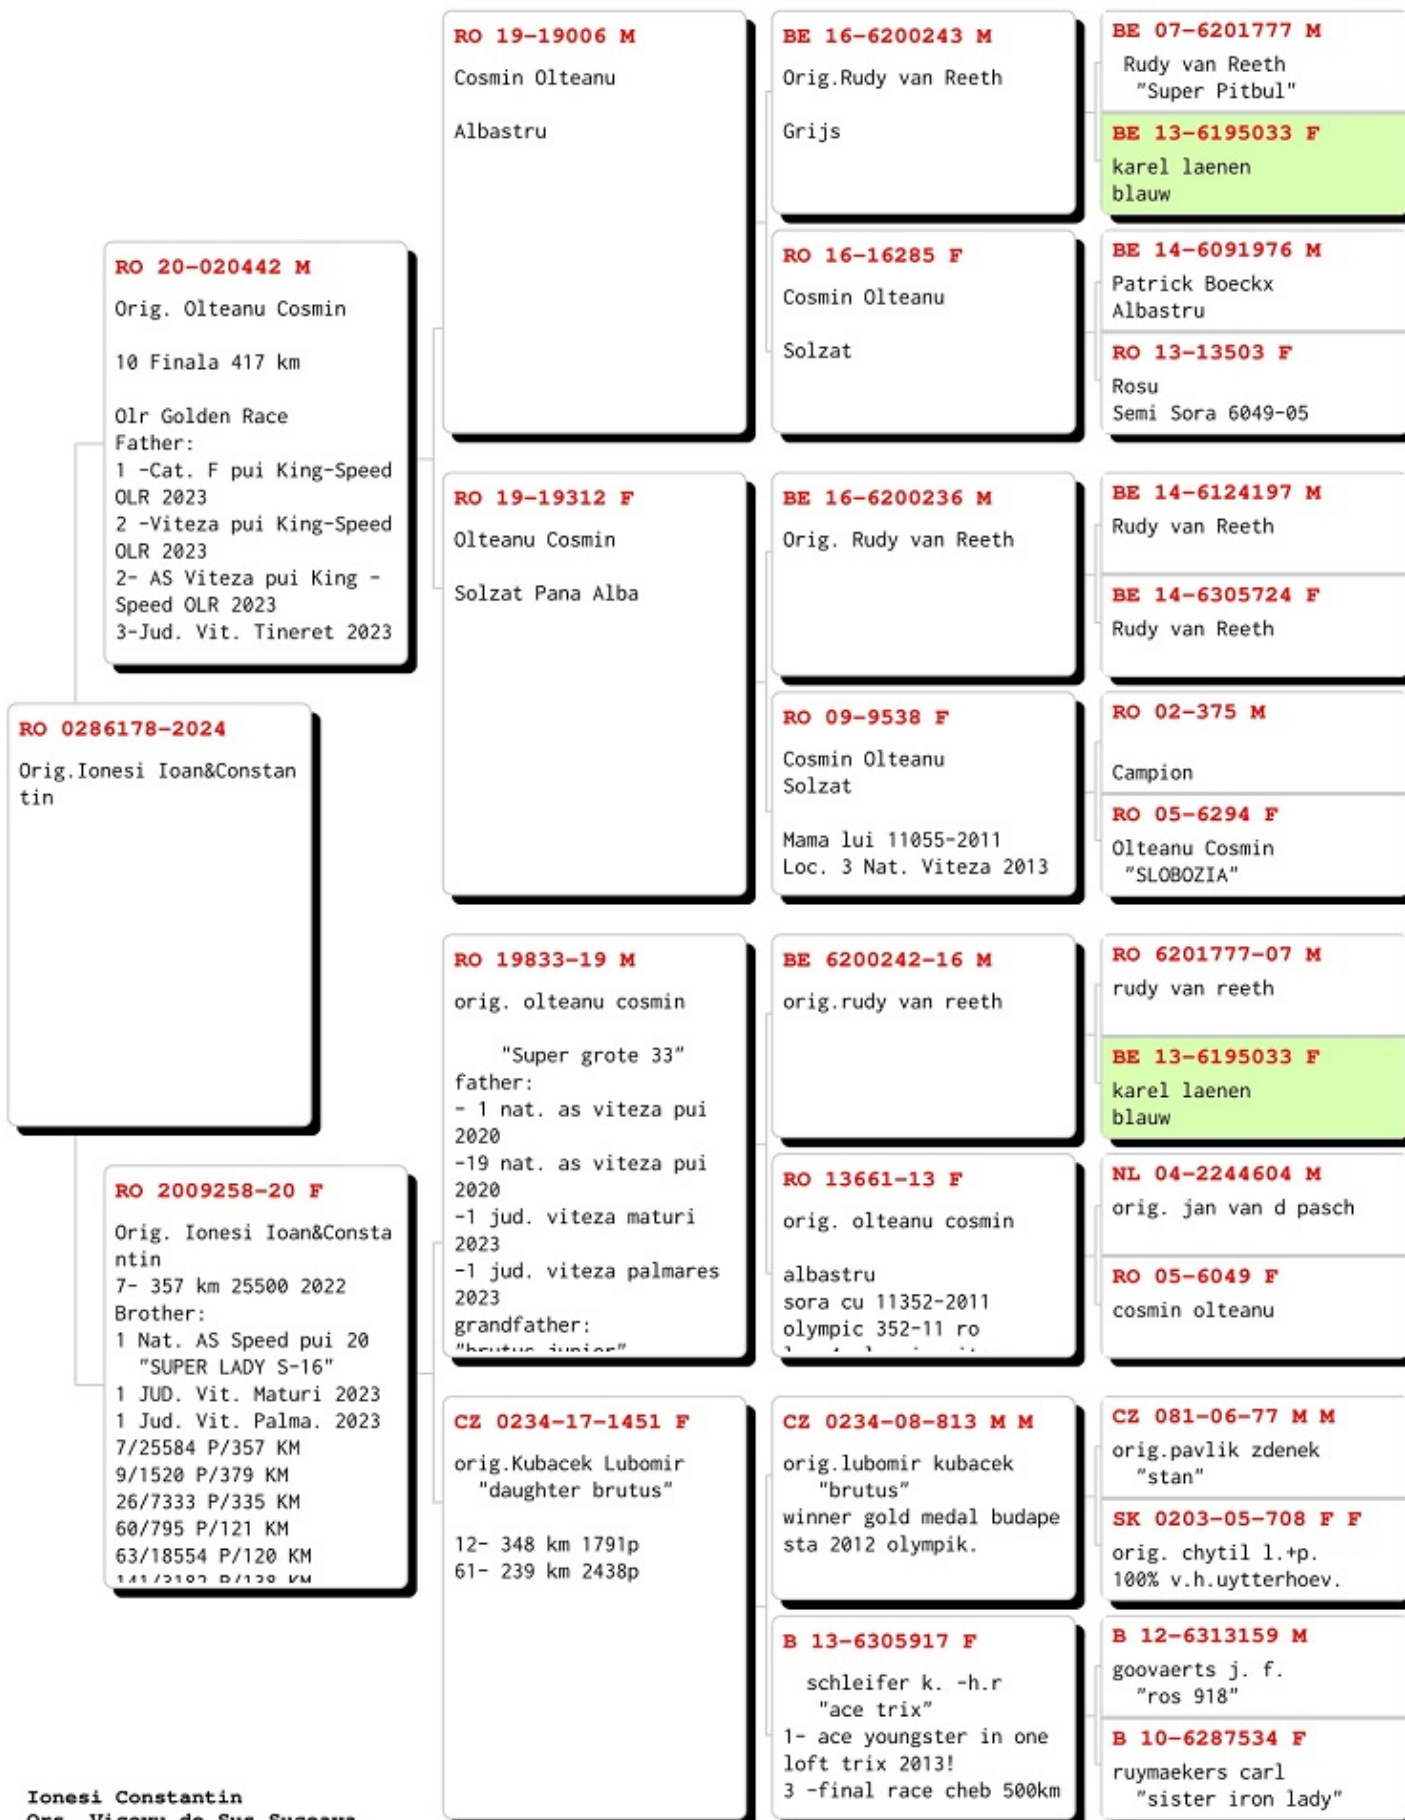 RO 0286178-2024
Orig.Ionesi Ioan&Constan
tin
RO 20-020442 M
Orig. Olteanu Cosmin
10 Finala 417 km
Olr Golden Race
Father:
1 -Cat. F pui King-Speed
OLR 2023
2 -Viteza pui King-Speed
OLR 2023
2- AS Viteza pui King -
Speed OLR 2023
3-Jud. Vit. Tineret 2023
RO 2009258-20 F
Orig. Ionesi Ioan&Consta
ntin
7- 357 km 25500 2022
Brother:
1 Nat. AS Speed pui 20
"SUPER LADY S-16"
1 JUD. Vit. Maturi 2023
1 Jud. Vit. Palma. 2023
7/25584 P/357 KM
9/1520 P/379 KM
26/7333 P/335 KM
60/795 P/121 KM
63/18554 P/120 KM
141/3182 P/138 KM
RO 19-19006 M
Cosmin Olteanu
Albastru
RO 19-19312 F
Olteanu Cosmin
Solzat Pana Alba
RO 19833-19 M
orig. olteanu cosmin
"Super grote 33"
father:
- 1 nat. as viteza pui
2020
-19 nat. as viteza pui
2020
-1 jud. viteza maturi
2023
-1 jud. viteza palmares
2023
grandfather:
"brutus junior"
CZ 0234-17-1451 F
orig.Kubacek Lubomir
"daughter brutus"
12- 348 km 1791p
61- 239 km 2438p
BE 16-6200243 M
Orig.Rudy van Reeth
Grijs
RO 16-16285 F
Cosmin Olteanu
Solzat
BE 16-6200236 M
Orig. Rudy van Reeth
RO 09-9538 F
Cosmin Olteanu
Solzat
Mama lui 11055-2011
Loc. 3 Nat. Viteza 2013
BE 6200242-16 M
orig.rudy van reeth
RO 13661-13 F
orig. olteanu cosmin
albastru
sora cu 11352-2011
olympic 352-11 ro
CZ 0234-08-813 M M
orig.lubomir kubacek
"brutus"
winner gold medal budape
sta 2012 olympik.
B 13-6305917 F
schleifer k. -h.r
"ace trix"
1- ace youngster in one
loft trix 2013!
3 -final race cheb 500km
BE 07-6201777 M
Rudy van Reeth
"Super Pitbul"
BE 13-6195033 F
karel laenen
blauw
BE 14-6091976 M
Patrick Boeckx
Albastru
RO 13-13503 F
Rosu
Semi Sora 6049-05
BE 14-6124197 M
Rudy van Reeth
BE 14-6305724 F
Rudy van Reeth
RO 02-375 M
Campion
RO 05-6294 F
Olteanu Cosmin
"SLOBOZIA"
RO 6201777-07 M
rudy van reeth
BE 13-6195033 F
karel laenen
blauw
NL 04-2244604 M
orig. jan van d pasch
RO 05-6049 F
cosmin olteanu
CZ 081-06-77 M M
orig.pavlik zdenek
"stan"
SK 0203-05-708 F F
orig. chytil l.+p.
100% v.h.uytterhoev.
B 12-6313159 M
goovaerts j. f.
"ros 918"
B 10-6287534 F
ruymaekers carl
"sister iron lady"
Ionesi Constantin
Ors. Vicovu de Sus Suceava